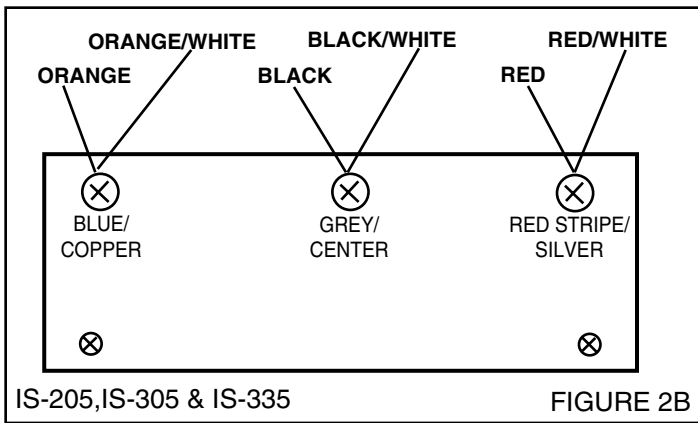 ORANGE/WHITE
BLACK/WHITE
RED/WHITE
ORANGE
BLACK
RED
BLUE/
COPPER
GREY/
CENTER
RED STRIPE/
SILVER
IS-205,IS-305 & IS-335
FIGURE 2B